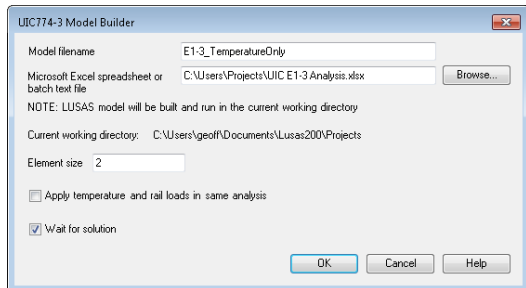 UIC774-3 Model Builder
Model filename E1-3_TemperatureOnly
Microsoft Excel spreadsheet or
batch text file C:\Users\Projects\UIC E1-3 Analysis.xlsx Browse...
NOTE: LUSAS model will be built and run in the current working directory
Current working directory: C:\Users\geoff\Documents\Lusas200\Projects
Element size 2
Apply temperature and rail loads in same analysis
Wait for solution
OK Cancel Help